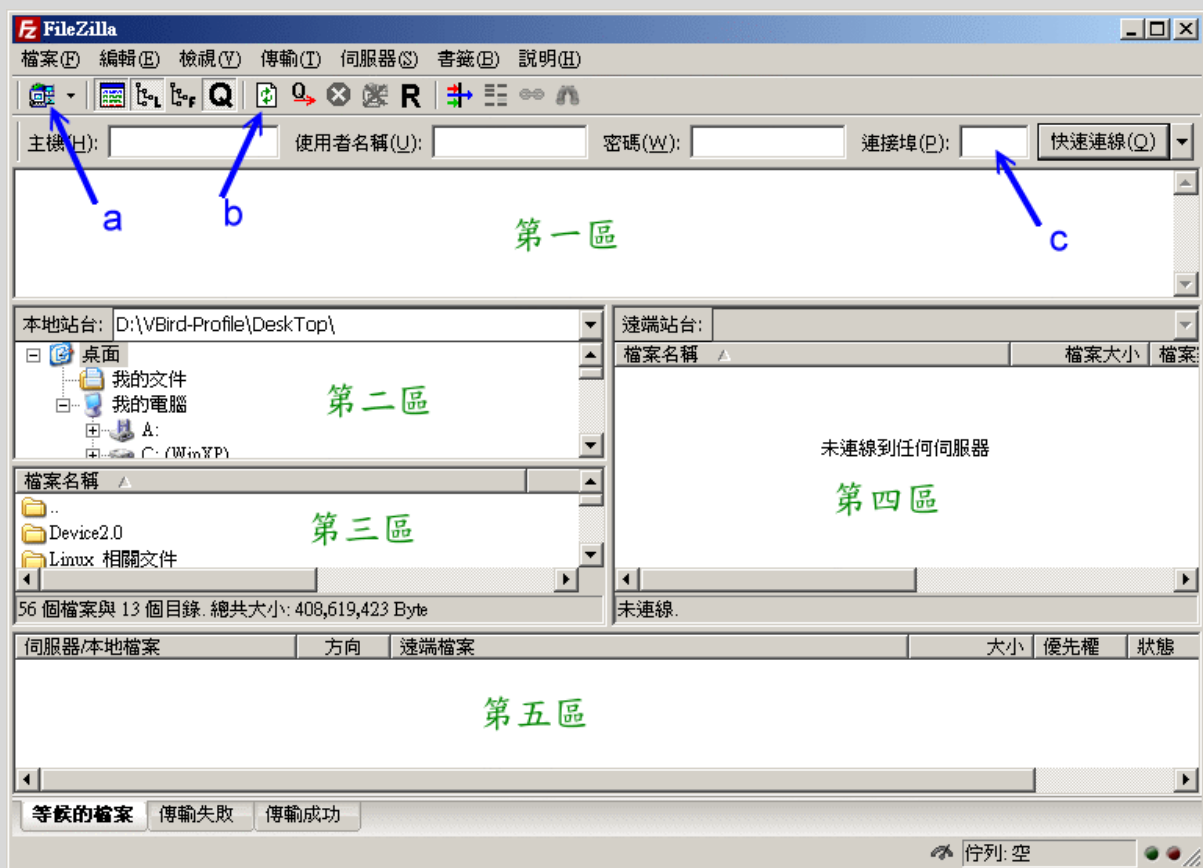 FileZilla
檔案(F) 編輯(E) 檢視(V) 傳輸(T) 伺服器(S) 書籤(B) 說明(H)
L F Q Q R
主機(H): 使用者名稱(U): 密碼(W): 連接埠(P): 快速連線(Q)
a b c
第一區
本地站台: D:\VBird-Profile\DeskTop\
桌面
我的文件
我的電腦
A:
C: (WinXP)
第二區
檔案名稱
..
Device2.0
Linux 相關文件
第三區
56 個檔案與 13 個目錄. 總共大小: 408,619,423 Byte
遠端站台:
檔案名稱 檔案大小 檔案
未連線到任何伺服器
第四區
未連線.
伺服器/本地檔案 方向 遠端檔案 大小 優先權 狀態
第五區
等候的檔案 傳輸失敗 傳輸成功
佇列: 空